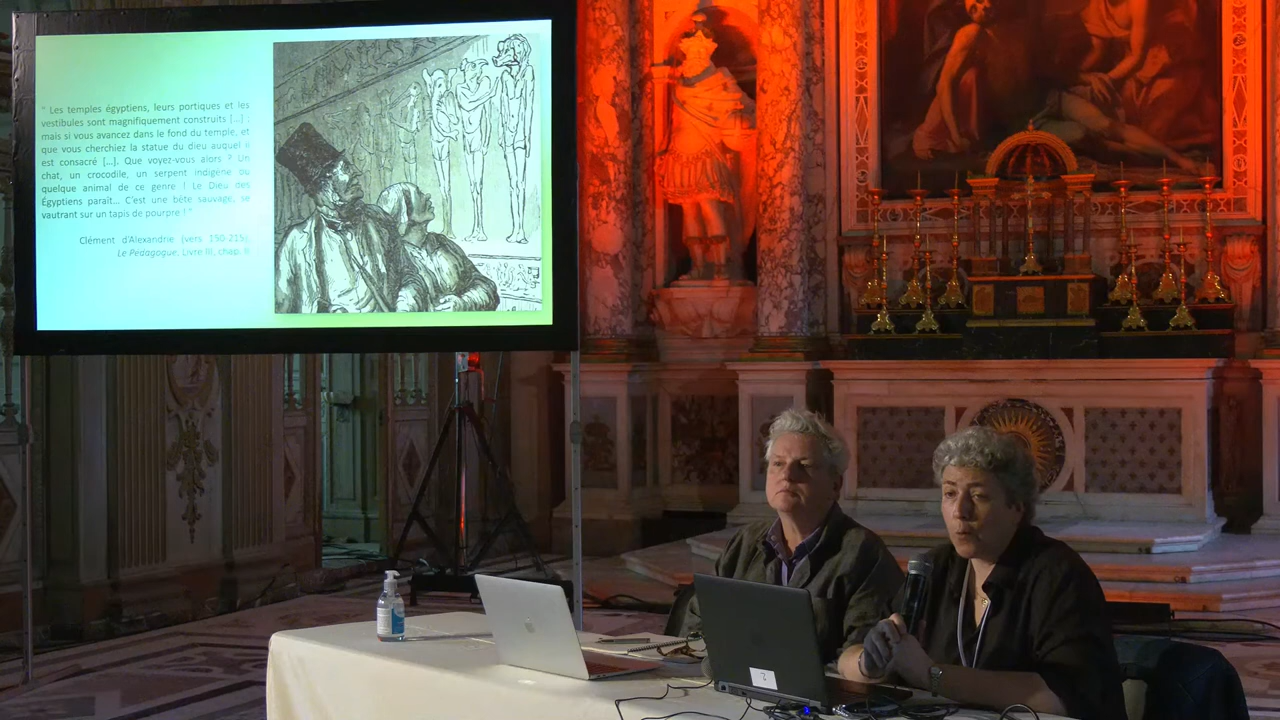 " Les temples égyptiens, leurs portiques et les
vestibules sont magnifiquement construits [...] ;
mais si vous avancez dans le fond du temple, et
que vous cherchiez la statue du dieu auquel il
est consacré [...]. Que voyez-vous alors ? Un
chat, un crocodile, un serpent indigène ou
quelque animal de ce genre ! Le Dieu des
Égyptiens paraît... C'est une bête sauvage, se
vautrant sur un tapis de pourpre ! "
Clément d'Alexandrie (vers 150-215),
Le Pédagogue, Livre III, chap. II
?